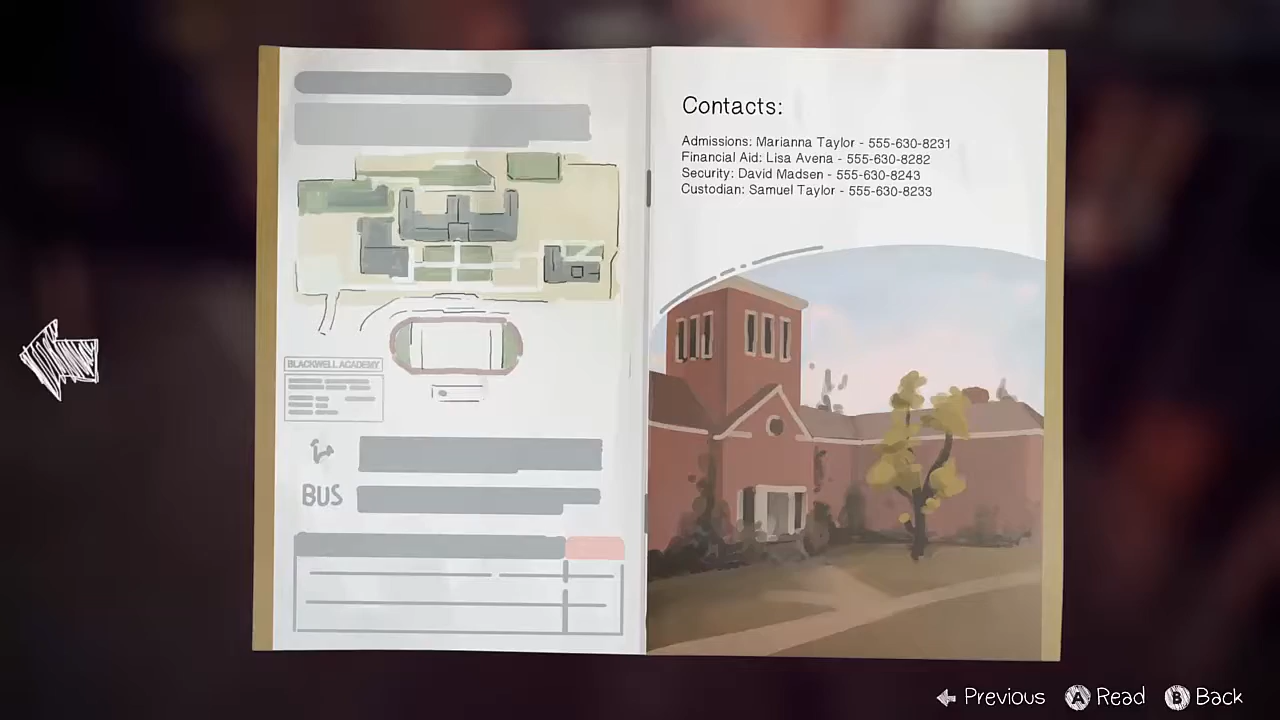 BLACKWELL ACADEMY
BUS
Contacts:
Admissions: Marianna Taylor - 555-630-8231
Financial Aid: Lisa Avena - 555-630-8282
Security: David Madsen - 555-630-8243
Custodian: Samuel Taylor - 555-630-8233
Previous
A Read
B Back